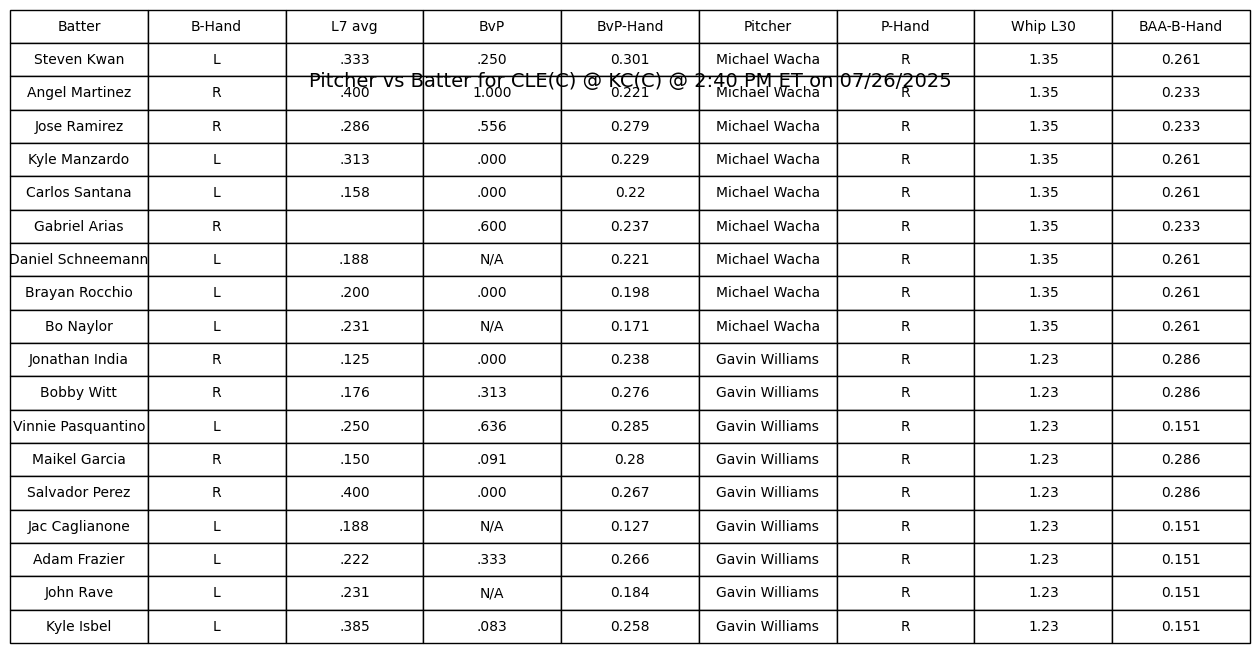 Batter B-Hand L7 avg BvP BvP-Hand Pitcher P-Hand Whip L30 BAA-B-Hand
Steven Kwan L .333 .250 0.301 Michael Wacha R 1.35 0.261
Pitcher vs Batter for CLE(C) @ KC(C) @ 2:40 PM ET on 07/26/2025
Angel Martinez R .400 1.000 0.221 Michael Wacha R 1.35 0.233
Jose Ramirez R .286 .556 0.279 Michael Wacha R 1.35 0.233
Kyle Manzardo L .313 .000 0.229 Michael Wacha R 1.35 0.261
Carlos Santana L .158 .000 0.22 Michael Wacha R 1.35 0.261
Gabriel Arias R .600 0.237 Michael Wacha R 1.35 0.233
Daniel Schneemann L .188 N/A 0.221 Michael Wacha R 1.35 0.261
Brayan Rocchio L .200 .000 0.198 Michael Wacha R 1.35 0.261
Bo Naylor L .231 N/A 0.171 Michael Wacha R 1.35 0.261
Jonathan India R .125 .000 0.238 Gavin Williams R 1.23 0.286
Bobby Witt R .176 .313 0.276 Gavin Williams R 1.23 0.286
Vinnie Pasquantino L .250 .636 0.285 Gavin Williams R 1.23 0.151
Maikel Garcia R .150 .091 0.28 Gavin Williams R 1.23 0.286
Salvador Perez R .400 .000 0.267 Gavin Williams R 1.23 0.286
Jac Caglianone L .188 N/A 0.127 Gavin Williams R 1.23 0.151
Adam Frazier L .222 .333 0.266 Gavin Williams R 1.23 0.151
John Rave L .231 N/A 0.184 Gavin Williams R 1.23 0.151
Kyle Isbel L .385 .083 0.258 Gavin Williams R 1.23 0.151